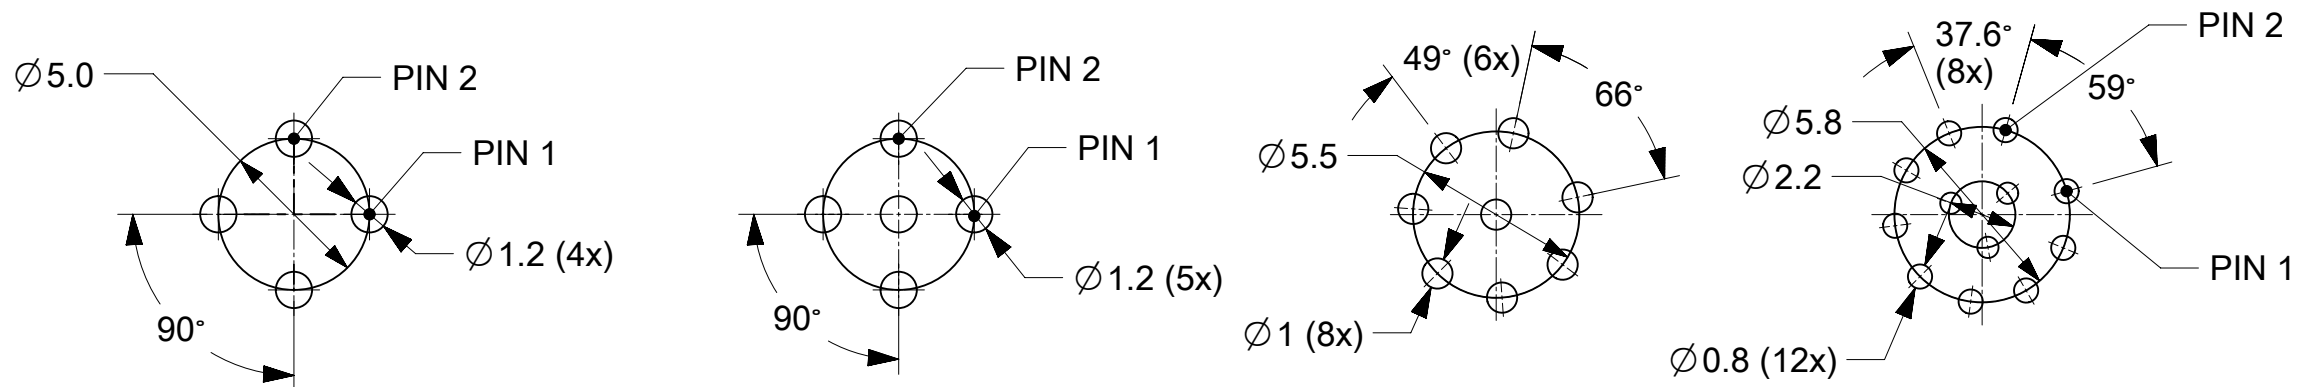 ∅5.0
PIN 2
PIN 1
∅1.2 (4x)
90°
PIN 2
PIN 1
∅1.2 (5x)
90°
49° (6x)
66°
∅5.5
∅1 (8x)
37.6°
(8x)
PIN 2
59°
∅5.8
∅2.2
PIN 1
∅0.8 (12x)